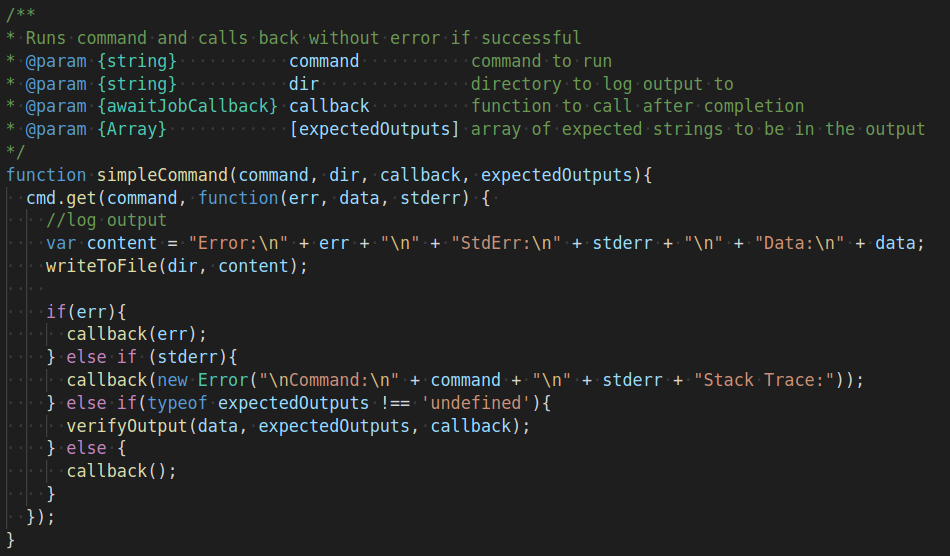 /**
* Runs command and calls back without error if successful
* @param {string}           command           command to run
* @param {string}           dir               directory to log output to
* @param {awaitJobCallback} callback          function to call after completion
* @param {Array}            [expectedOutputs] array of expected strings to be in the output
*/
function simpleCommand(command, dir, callback, expectedOutputs){
  cmd.get(command, function(err, data, stderr) {
    //log output
    var content = "Error:\n" + err + "\n" + "StdErr:\n" + stderr + "\n" + "Data:\n" + data;
    writeToFile(dir, content);

    if(err){
      callback(err);
    } else if (stderr){
      callback(new Error("\nCommand:\n" + command + "\n" + stderr + "Stack Trace:"));
    } else if(typeof expectedOutputs !== 'undefined'){
      verifyOutput(data, expectedOutputs, callback);
    } else {
      callback();
    }
  });
}